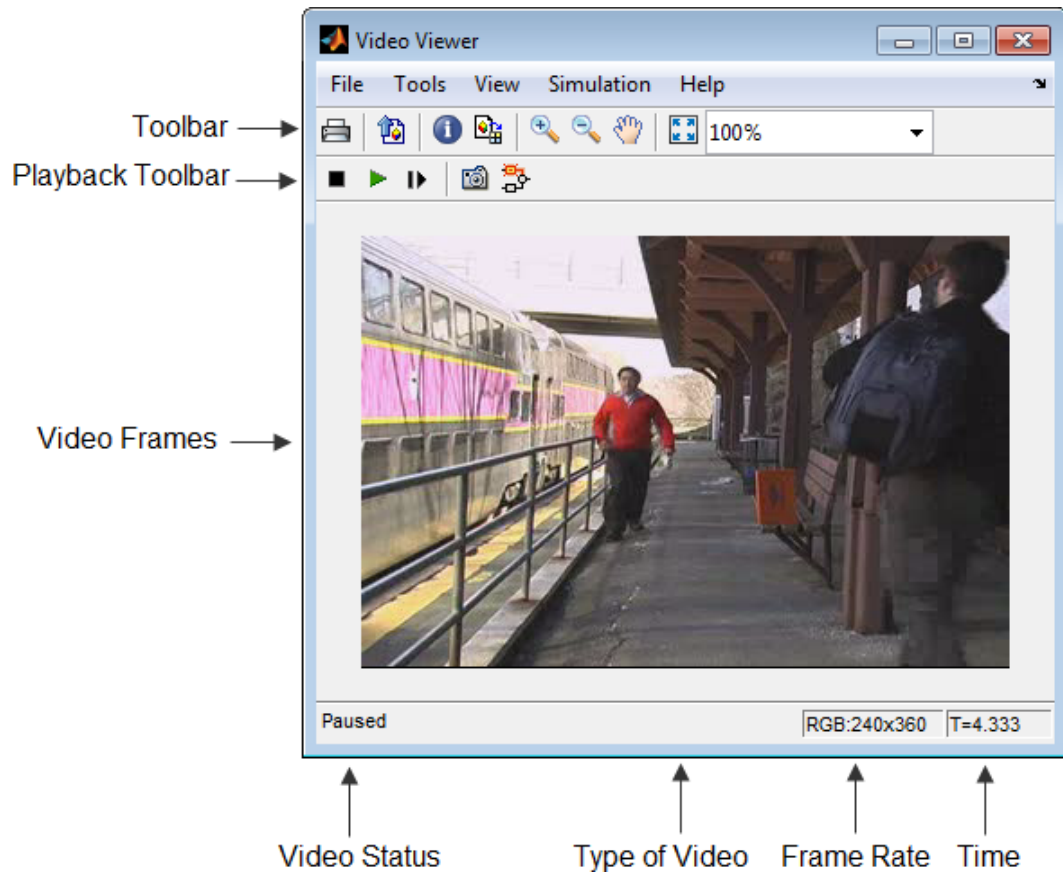 Video Viewer
File Tools View Simulation Help
Toolbar
100%
Playback Toolbar
Video Frames
Paused
RGB:240x360
T=4.333
Video Status
Type of Video
Frame Rate
Time